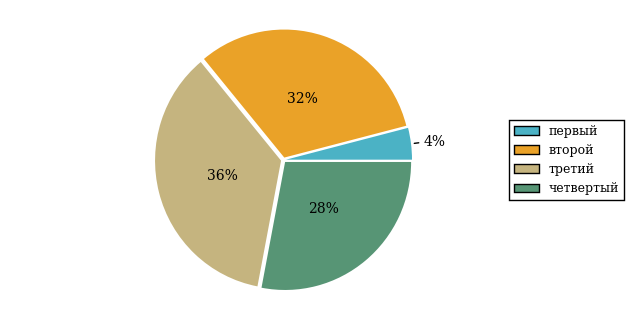 32%
4%
36%
28%
первый
второй
третий
четвертый